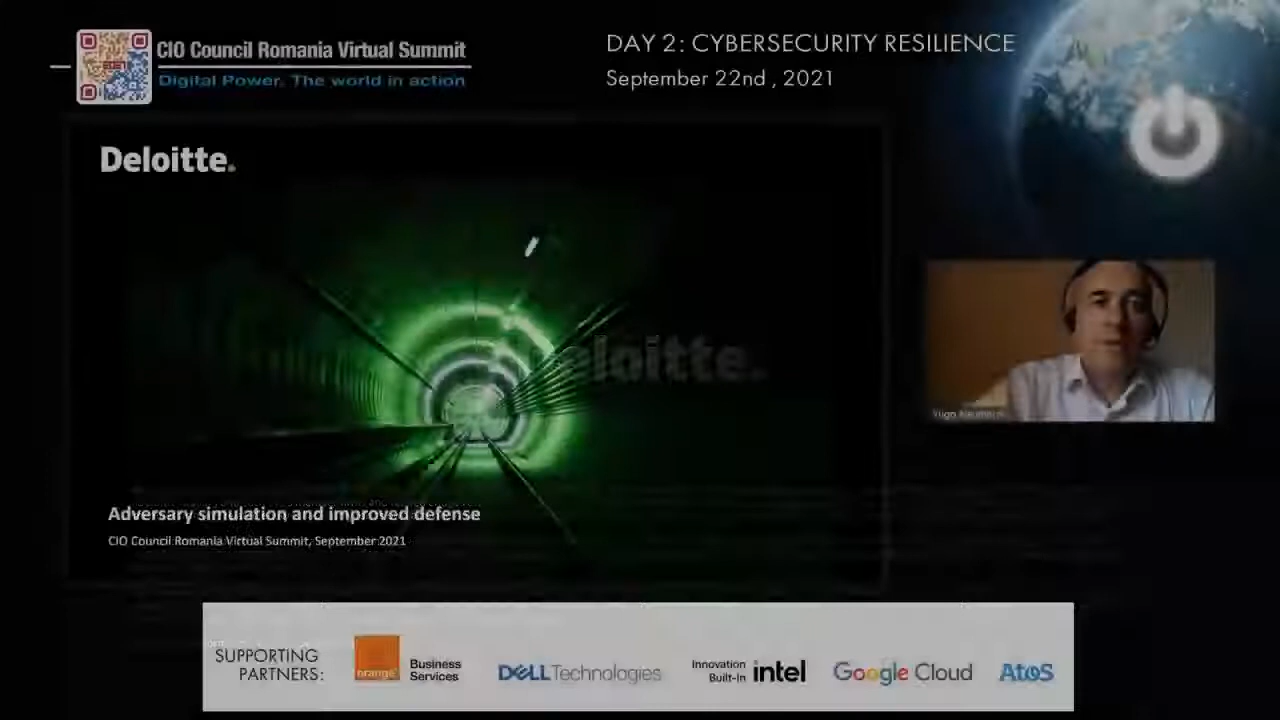 CIO Council Romania Virtual Summit
Digital Power. The world in action
DAY 2: CYBERSECURITY RESILIENCE
September 22nd , 2021
Deloitte.
eloitte.
Adversary simulation and improved defense
CIO Council Romania Virtual Summit, September 2021
SUPPORTING
PARTNERS:
orange
Business
Services
DELL Technologies
Innovation
Built-In
intel
Google Cloud
Atos